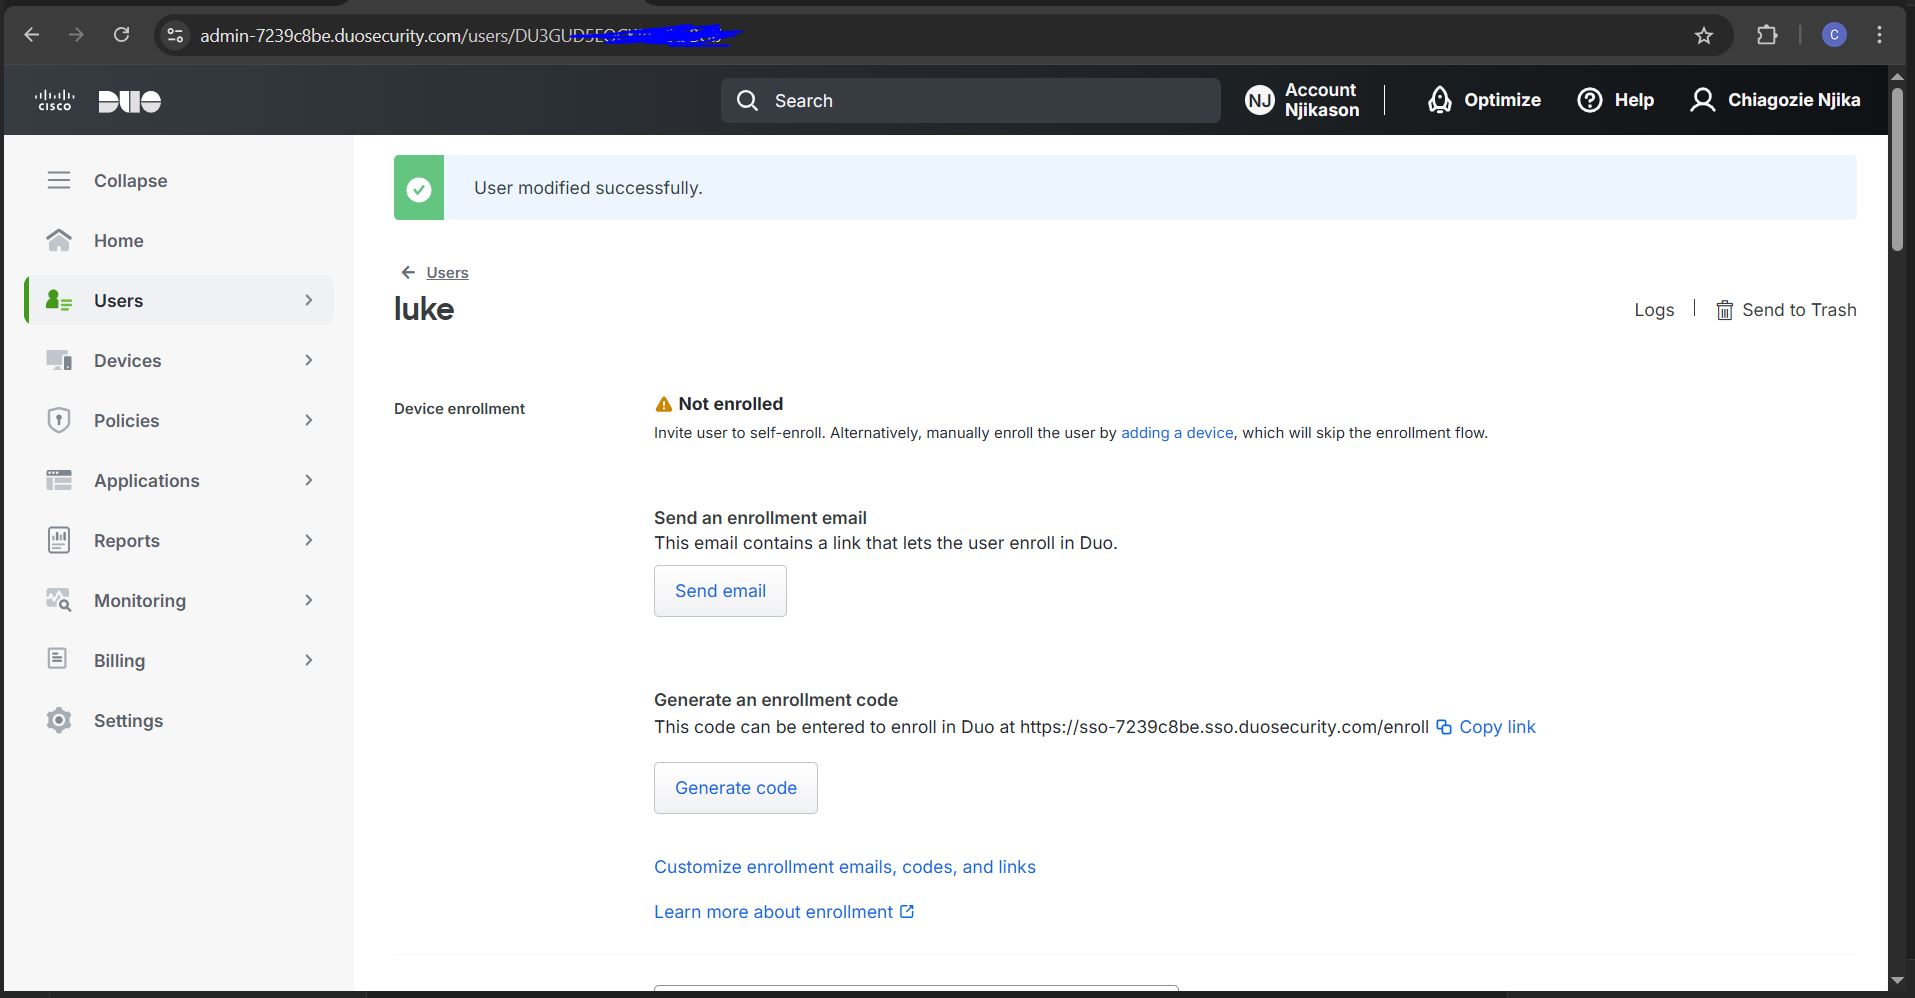 admin-7239c8be.duosecurity.com/users/
cisco DUO
Search
NJ Account Njikason
Optimize
Help
Chiagozie Njika
C
Collapse
Home
Users
Devices
Policies
Applications
Reports
Monitoring
Billing
Settings
User modified successfully.
Users
luke
Logs
Send to Trash
Device enrollment
Not enrolled
Invite user to self-enroll. Alternatively, manually enroll the user by adding a device, which will skip the enrollment flow.
Send an enrollment email
This email contains a link that lets the user enroll in Duo.
Send email
Generate an enrollment code
This code can be entered to enroll in Duo at https://sso-7239c8be.sso.duosecurity.com/enroll Copy link
Generate code
Customize enrollment emails, codes, and links
Learn more about enrollment